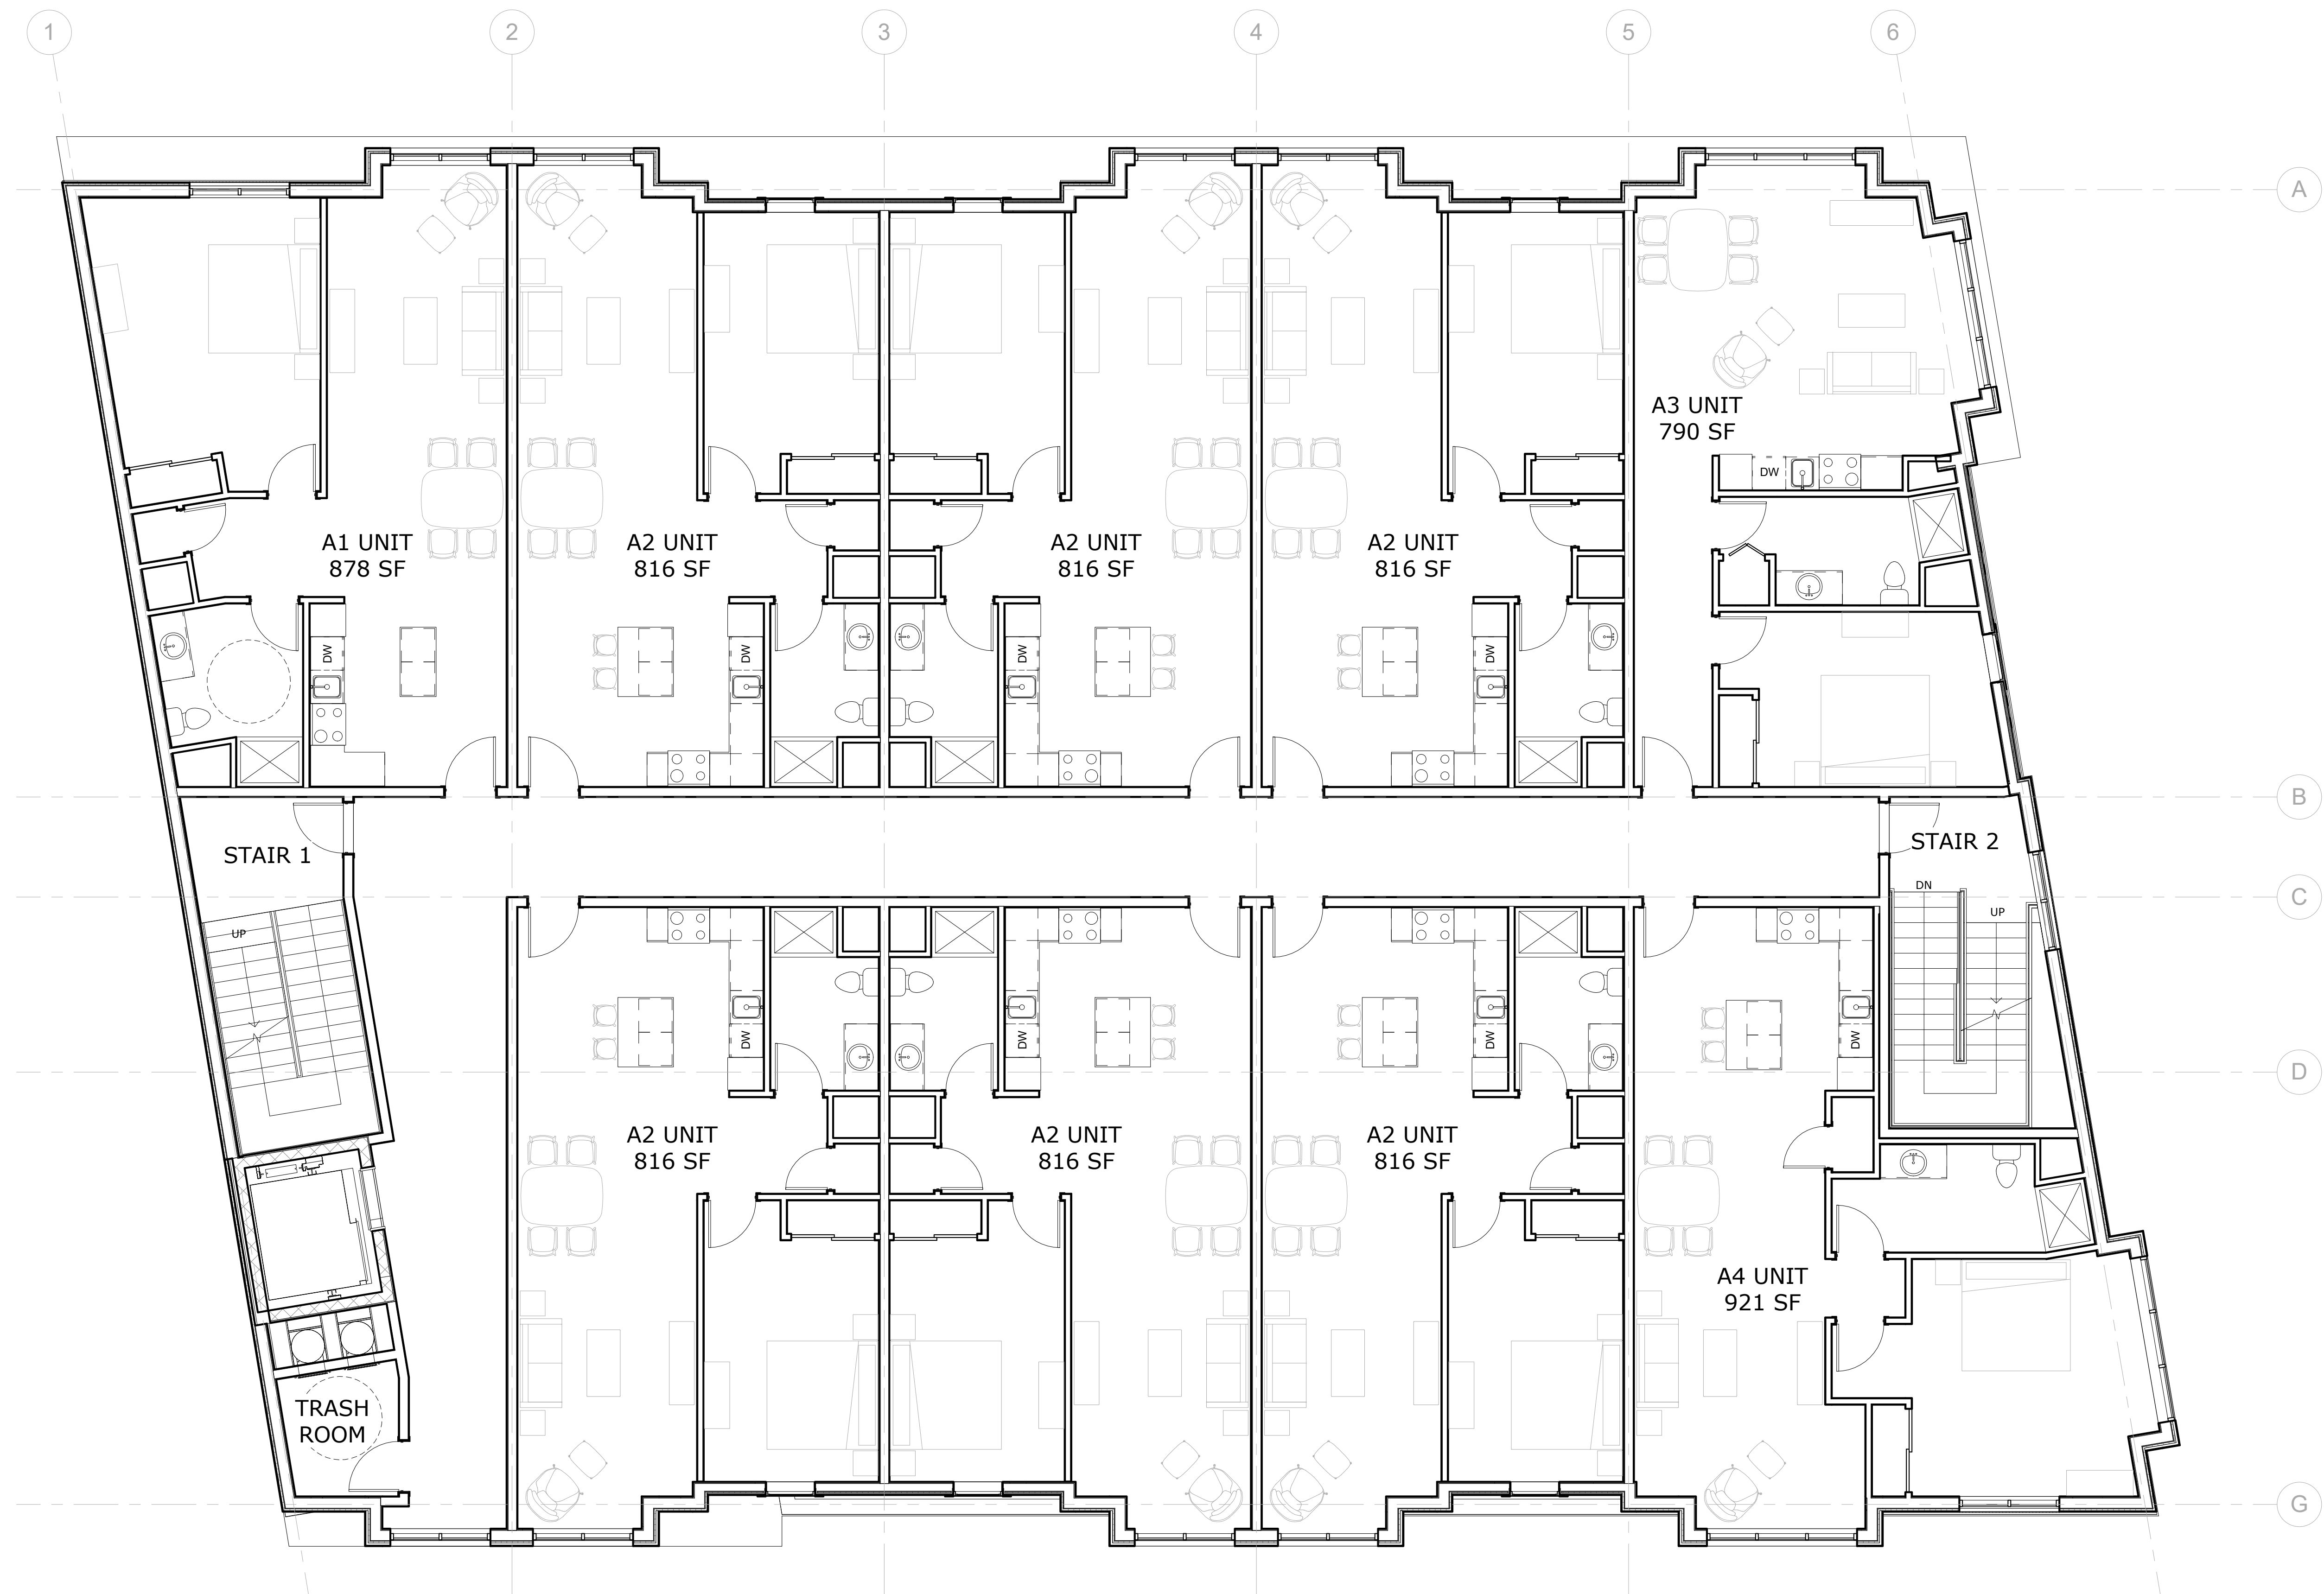 1
2
3
4
5
6
A
A3 UNIT
790 SF
DW
A1 UNIT
878 SF
A2 UNIT
816 SF
A2 UNIT
816 SF
A2 UNIT
816 SF
DW
DW
DW
DW
B
STAIR 1
STAIR 2
DN
C
UP
UP
DW
DW
DW
DW
D
A2 UNIT
816 SF
A2 UNIT
816 SF
A2 UNIT
816 SF
A4 UNIT
921 SF
TRASH
ROOM
G